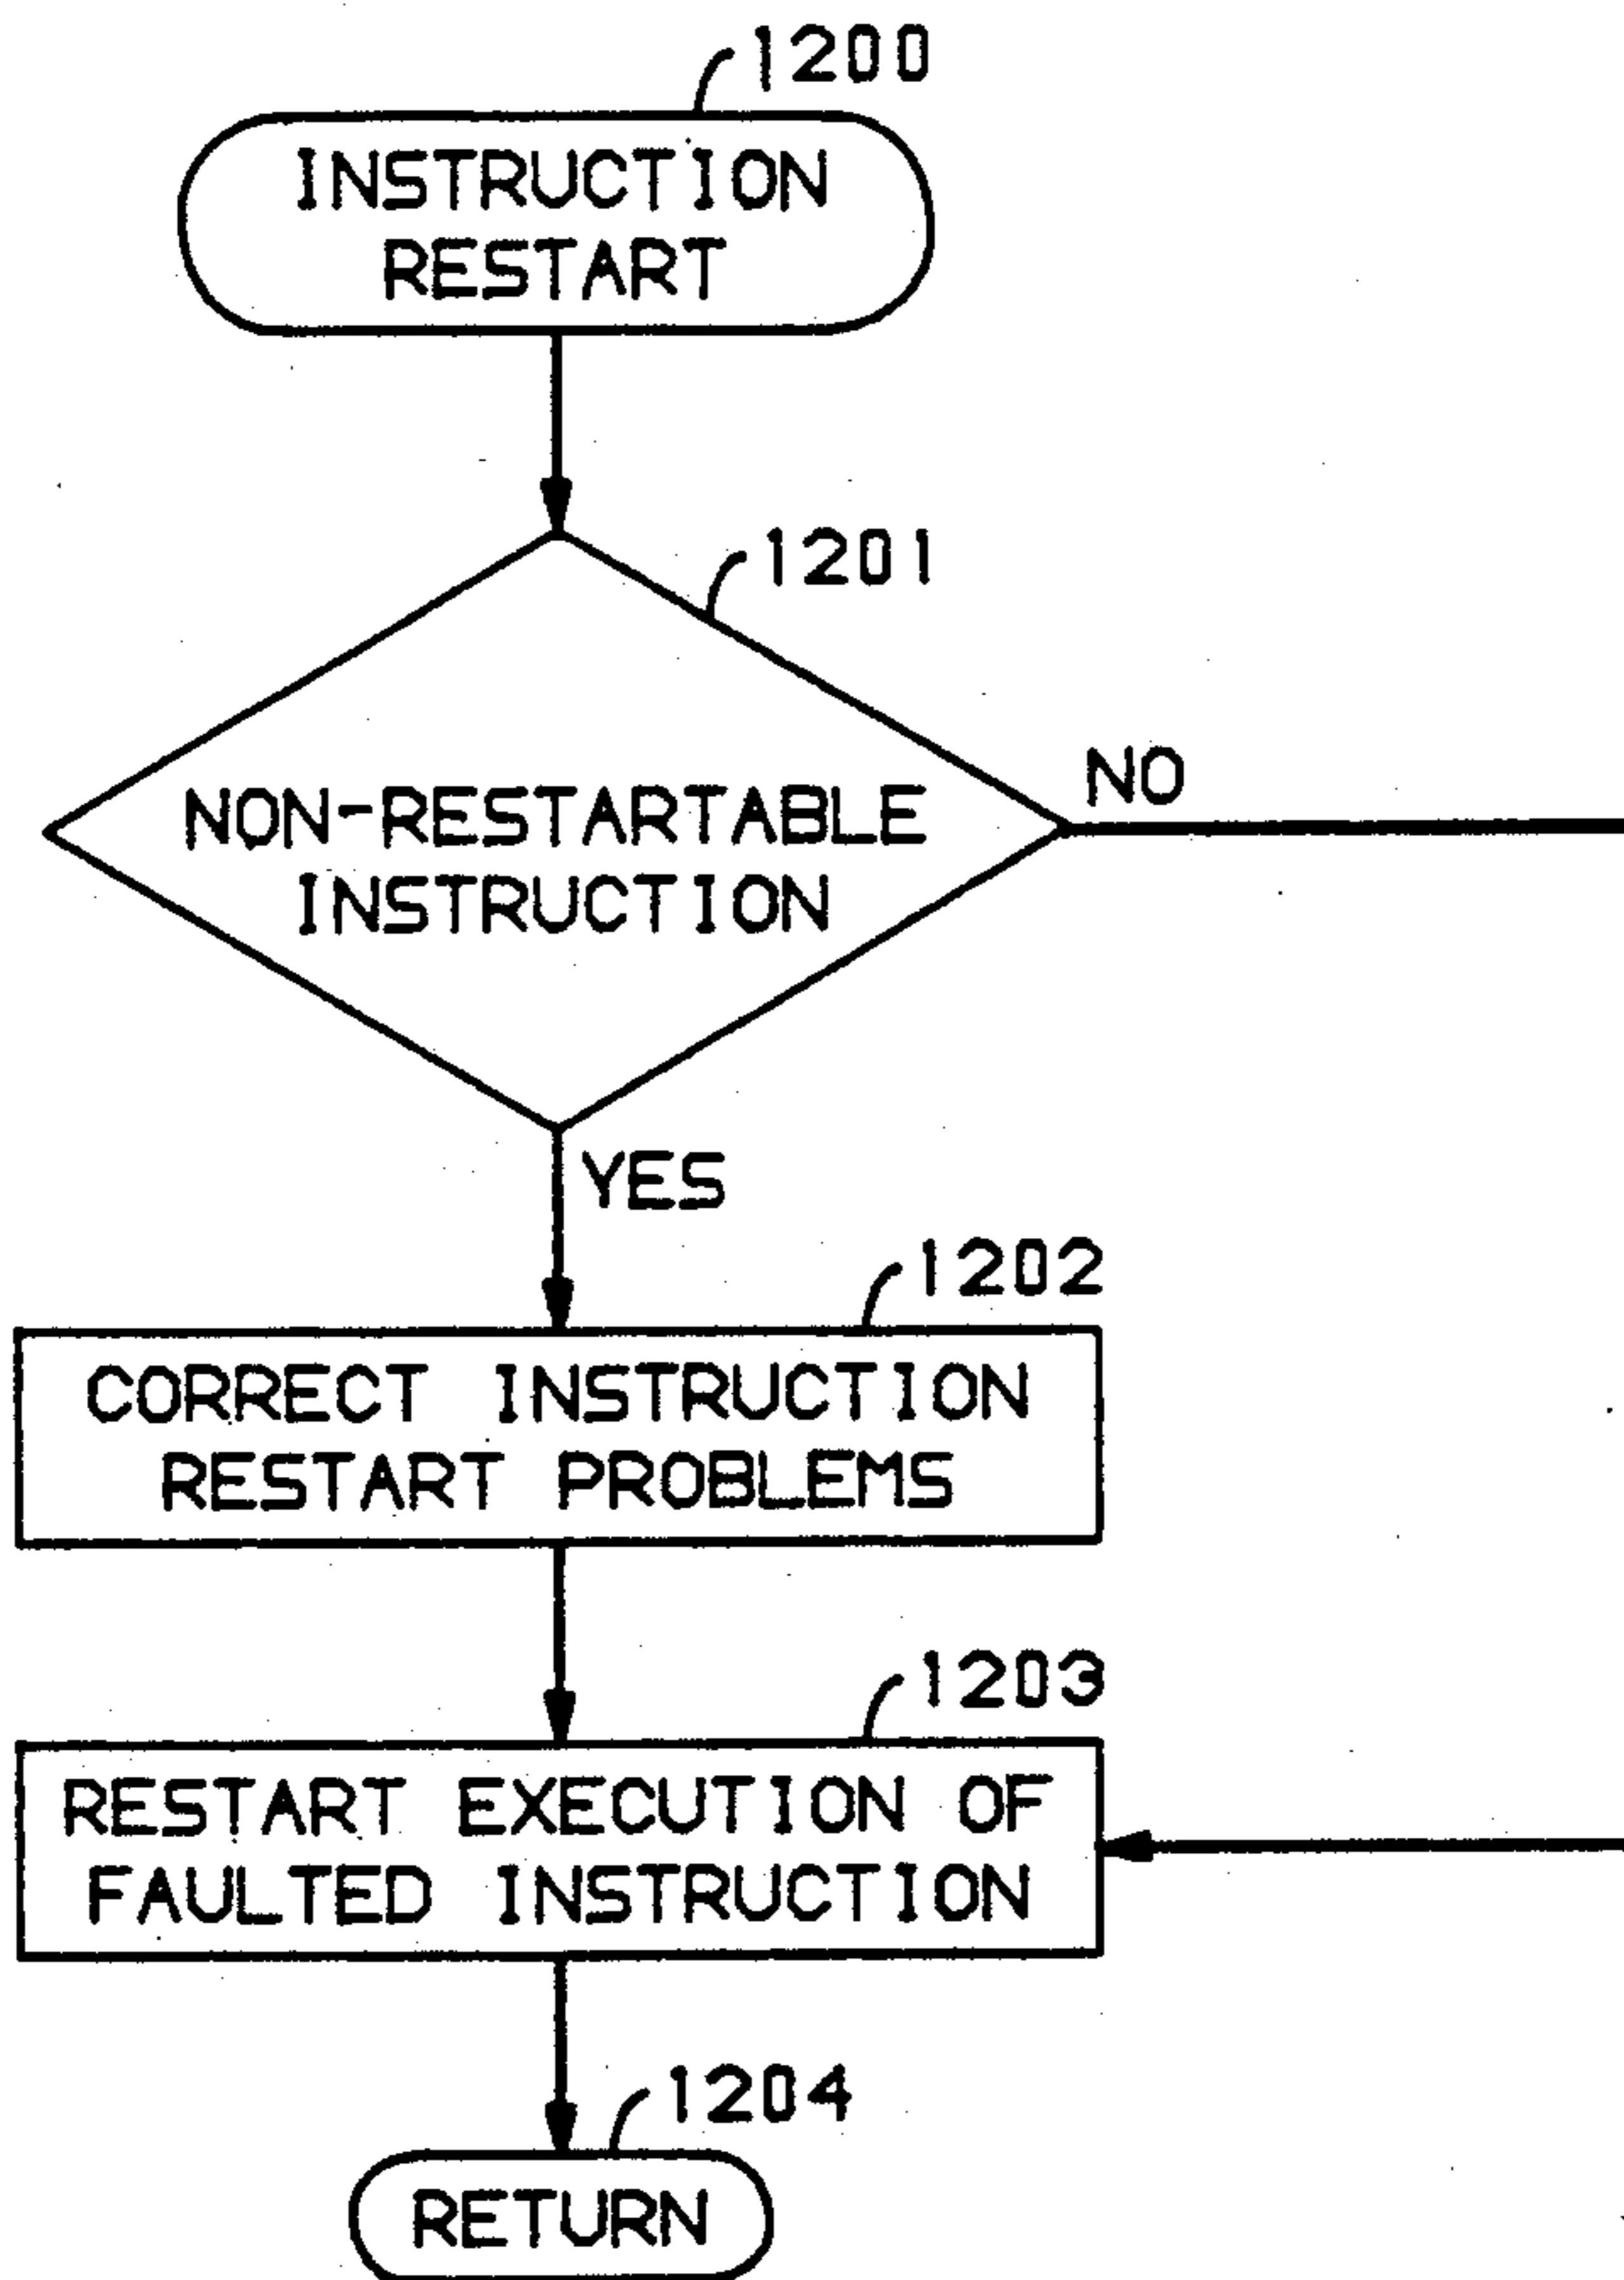 1200
INSTRUCTION
RESTART
1201
NON-RESTARTABLE
INSTRUCTION
NO
YES
1202
CORRECT INSTRUCTION
RESTART PROBLEMS
1203
RESTART EXECUTION OF
FAULTED INSTRUCTION
1204
RETURN